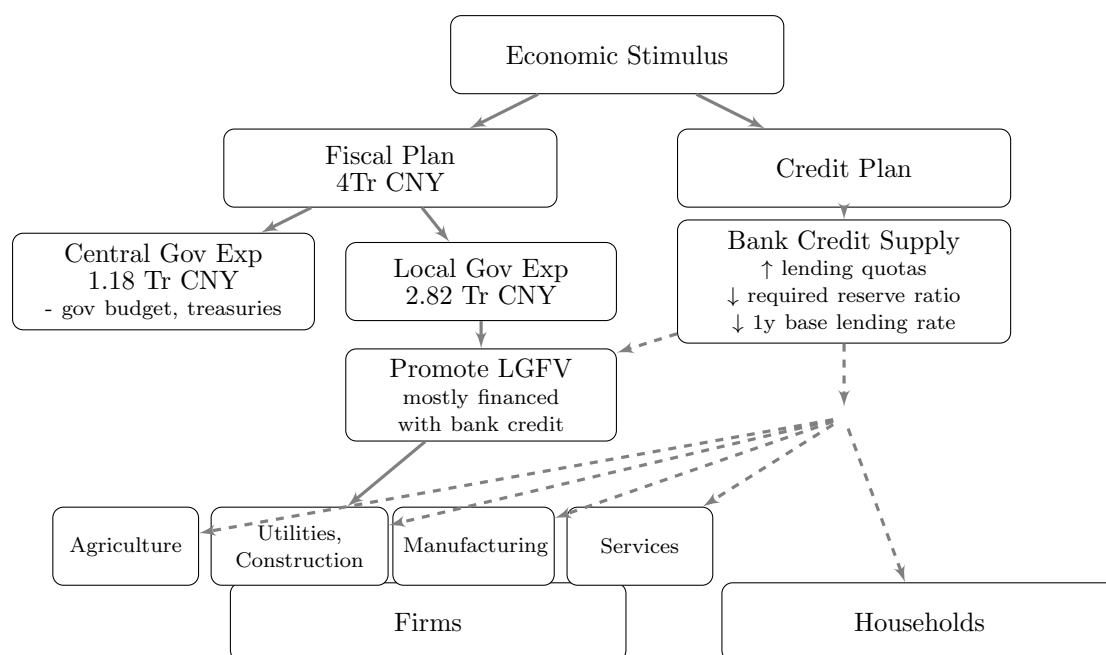 Economic Stimulus
Fiscal Plan
4Tr CNY
Credit Plan
Central Gov Exp
1.18 Tr CNY
- gov budget, treasuries
Local Gov Exp
2.82 Tr CNY
Bank Credit Supply
↑ lending quotas
↓ required reserve ratio
↓ 1y base lending rate
Promote LGFV
mostly financed
with bank credit
Agriculture
Utilities,
Construction
Manufacturing
Services
Firms
Households